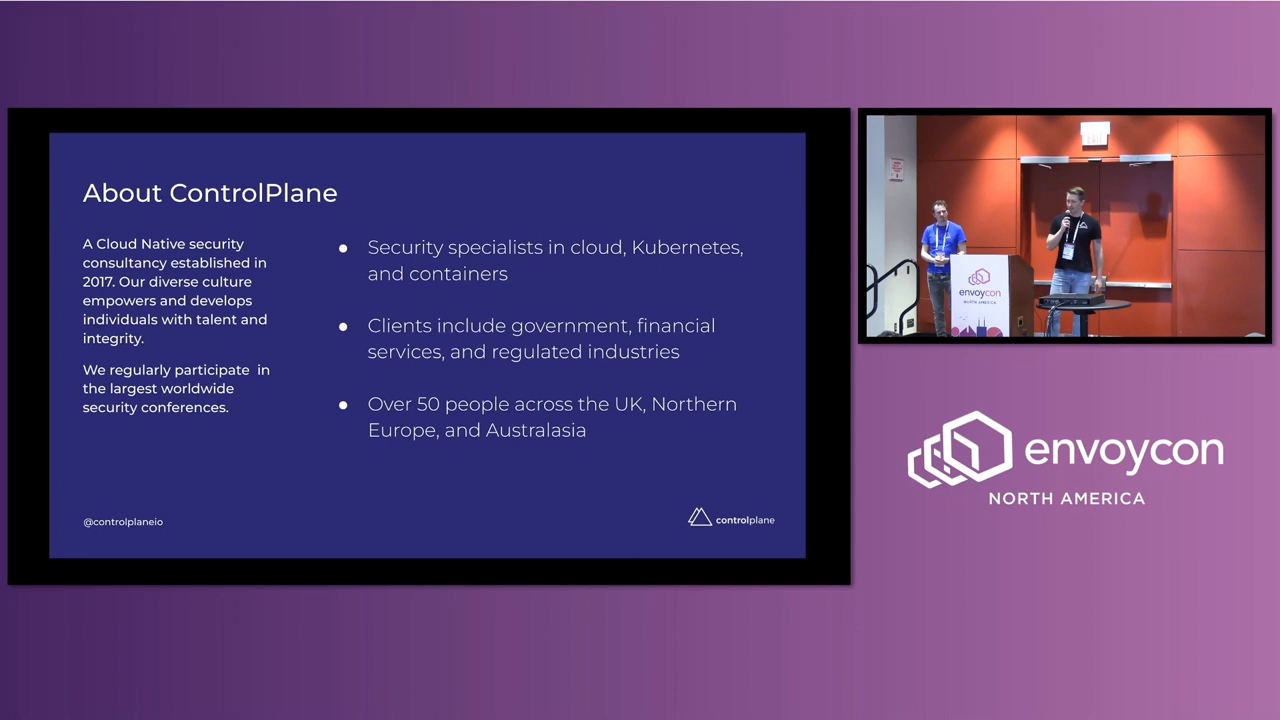 About ControlPlane
A Cloud Native security
consultancy established in
2017. Our diverse culture
empowers and develops
individuals with talent and
integrity.
We regularly participate in
the largest worldwide
security conferences.
● Security specialists in cloud, Kubernetes,
and containers
● Clients include government, financial
services, and regulated industries
● Over 50 people across the UK, Northern
Europe, and Australasia
@controlplaneio
controlplane
envoycon
NORTH AMERICA
envoycon
NORTH AMERICA